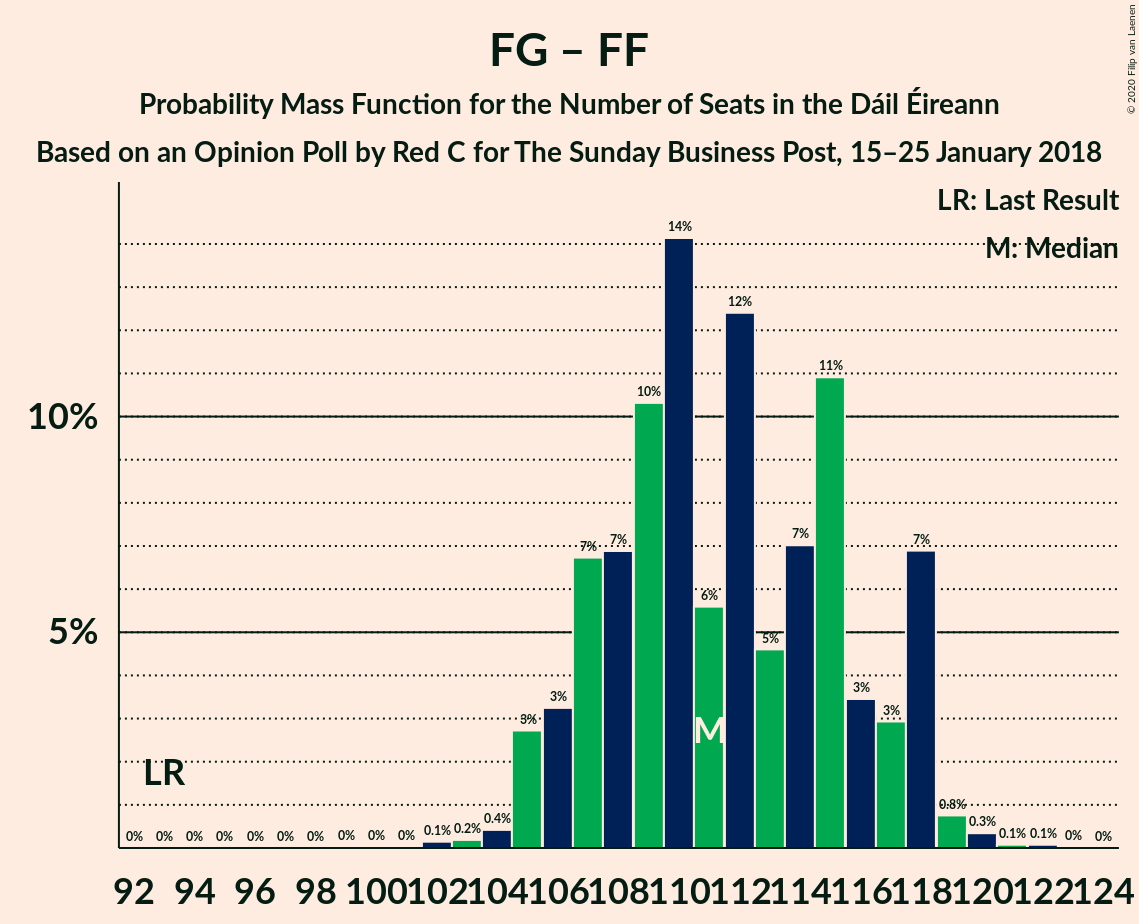 FG – FF
Probability Mass Function for the Number of Seats in the Dáil Éireann
Based on an Opinion Poll by Red C for The Sunday Business Post, 15–25 January 2018
© 2020 Filip van Laenen
LR: Last Result
M: Median
10%
5%
0% 0% 0% 0% 0% 0% 0% 0% 0% 0% 0.1% 0.2% 0.4% 3% 3% 7% 7% 10% 14% 6% 12% 5% 7% 11% 3% 3% 7% 0.8% 0.3% 0.1% 0.1% 0% 0%
LR
M
92 94 96 98 100 102 104 106 108 110 112 114 116 118 120 122 124